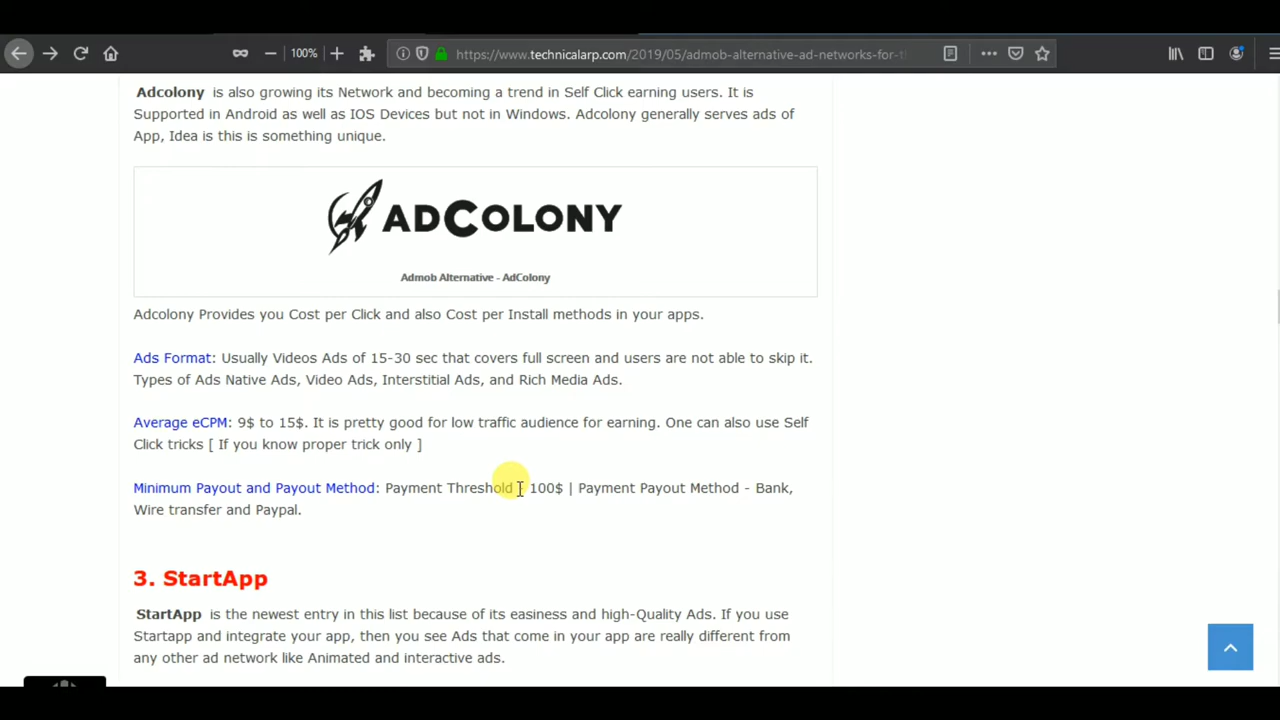 100%
https://www.technicalarp.com/2019/05/admob-alternative-ad-networks-for-t
Adcolony is also growing its Network and becoming a trend in Self Click earning users. It is
Supported in Android as well as IOS Devices but not in Windows. Adcolony generally serves ads of
App, Idea is this is something unique.
ADCOLONY
Admob Alternative - AdColony
Adcolony Provides you Cost per Click and also Cost per Install methods in your apps.
Ads Format: Usually Videos Ads of 15-30 sec that covers full screen and users are not able to skip it.
Types of Ads Native Ads, Video Ads, Interstitial Ads, and Rich Media Ads.
Average eCPM: 9$ to 15$. It is pretty good for low traffic audience for earning. One can also use Self
Click tricks [ If you know proper trick only ]
Minimum Payout and Payout Method: Payment Threshold 100$ | Payment Payout Method - Bank,
Wire transfer and Paypal.
3. StartApp
StartApp is the newest entry in this list because of its easiness and high-Quality Ads. If you use
Startapp and integrate your app, then you see Ads that come in your app are really different from
any other ad network like Animated and interactive ads.